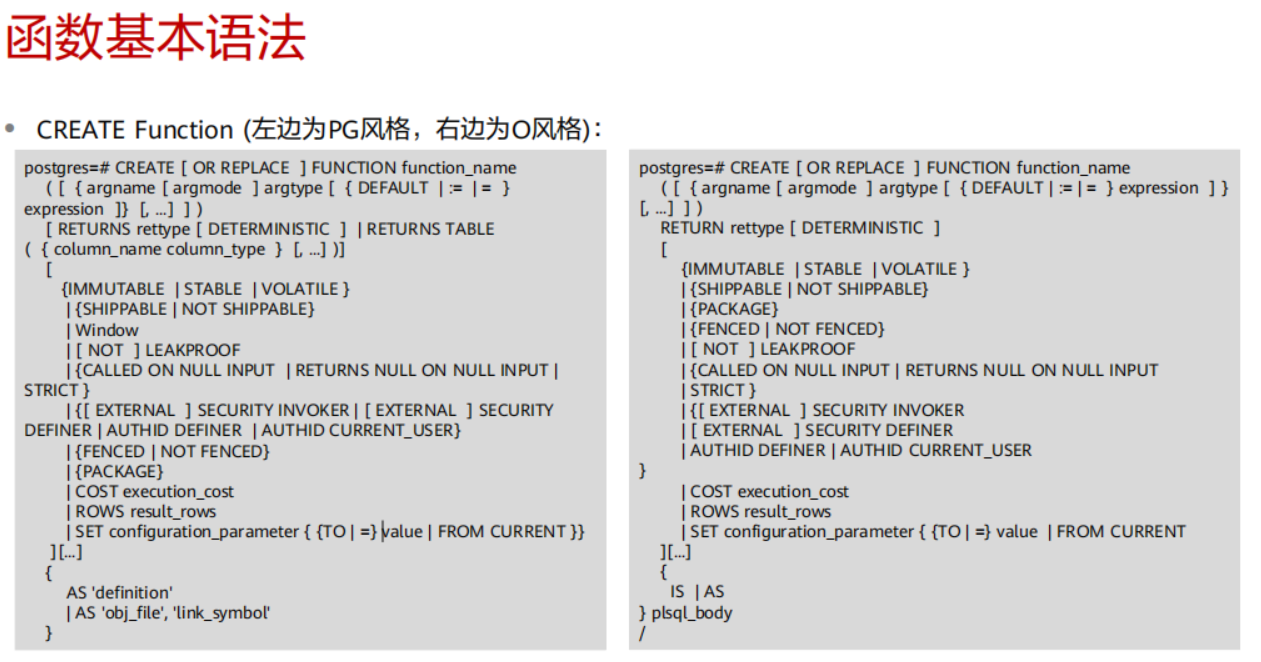 函数基本语法
• CREATE Function (左边为PG风格，右边为O风格)：
postgres=# CREATE [ OR REPLACE ] FUNCTION function_name
( [ { argname [ argmode ] argtype [ { DEFAULT | := | = }
expression ]} [, ...] ] )
[ RETURNS rettype [ DETERMINISTIC ] | RETURNS TABLE
( { column_name column_type } [, ...] )]
[
{IMMUTABLE | STABLE | VOLATILE }
| {SHIPPABLE | NOT SHIPPABLE}
| Window
| [ NOT ] LEAKPROOF
| {CALLED ON NULL INPUT | RETURNS NULL ON NULL INPUT |
STRICT }
| {[ EXTERNAL ] SECURITY INVOKER | [ EXTERNAL ] SECURITY
DEFINER | AUTHID DEFINER | AUTHID CURRENT_USER}
| {FENCED | NOT FENCED}
| {PACKAGE}
| COST execution_cost
| ROWS result_rows
| SET configuration_parameter { {TO | =} value | FROM CURRENT }}
][...]
{
AS 'definition'
| AS 'obj_file', 'link_symbol'
}
postgres=# CREATE [ OR REPLACE ] FUNCTION function_name
( [ { argname [ argmode ] argtype [ { DEFAULT | := | = } expression ] }
[, ...] ] )
RETURN rettype [ DETERMINISTIC ]
[
{IMMUTABLE | STABLE | VOLATILE }
| {SHIPPABLE | NOT SHIPPABLE}
| {PACKAGE}
| {FENCED | NOT FENCED}
| [ NOT ] LEAKPROOF
| {CALLED ON NULL INPUT | RETURNS NULL ON NULL INPUT
| STRICT }
| {[ EXTERNAL ] SECURITY INVOKER
| [ EXTERNAL ] SECURITY DEFINER
| AUTHID DEFINER | AUTHID CURRENT_USER
}
| COST execution_cost
| ROWS result_rows
| SET configuration_parameter { {TO | =} value | FROM CURRENT
][...]
{
IS | AS
} plsql_body
/